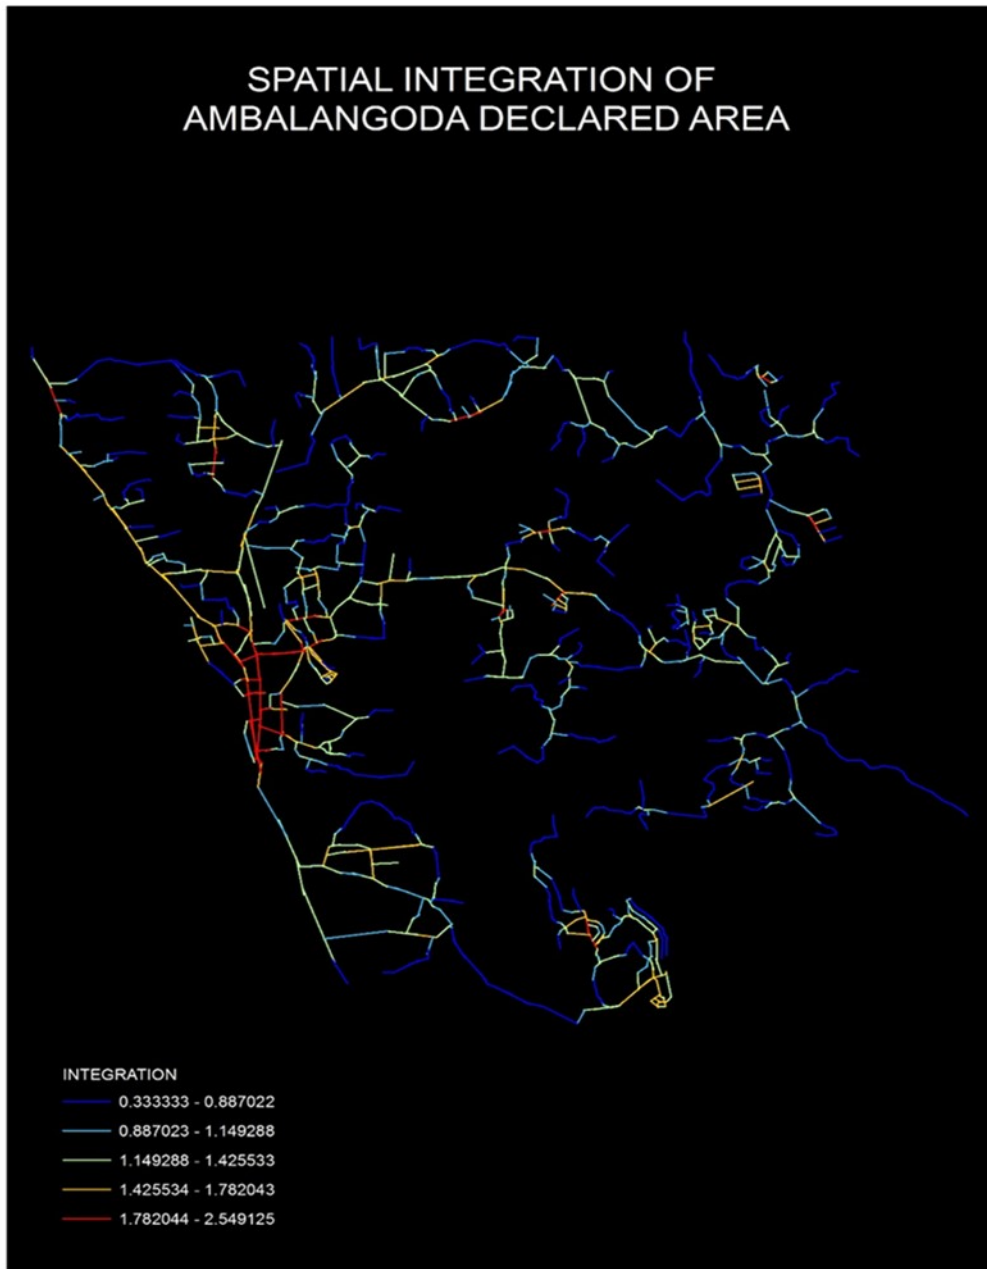 SPATIAL INTEGRATION OF
AMBALANGODA DECLARED AREA
INTEGRATION
0.333333 - 0.887022
0.887023 - 1.149288
1.149288 - 1.425533
1.425534 - 1.782043
1.782044 - 2.549125